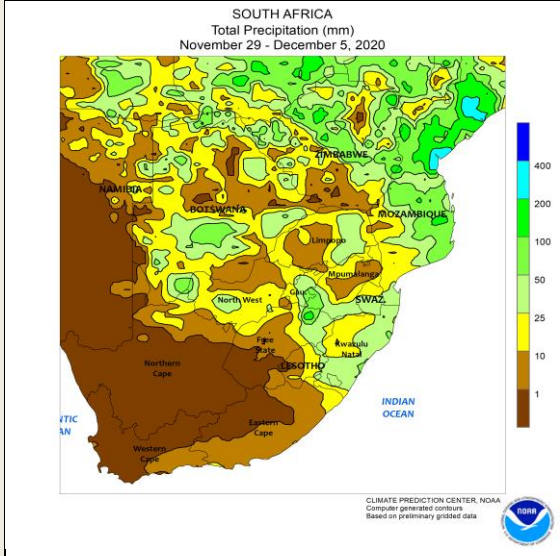 SOUTH AFRICA
Total Precipitation (mm)
November 29 - December 5, 2020
ZIMBABWE
NAMIBIA
BOTSWANA
MOZAMBIQUE
Limpopo
Mpumalanga
Gau.
North West
SWAZ.
Free
State
Kwazulu
Natal
Northern
Cape
LESOTHO
Eastern
Cape
Western
Cape
NTIC
AN
INDIAN
OCEAN
400
200
100
50
25
10
1
CLIMATE PREDICTION CENTER, NOAA
Computer generated contours
Based on preliminary gridded data
NOAA